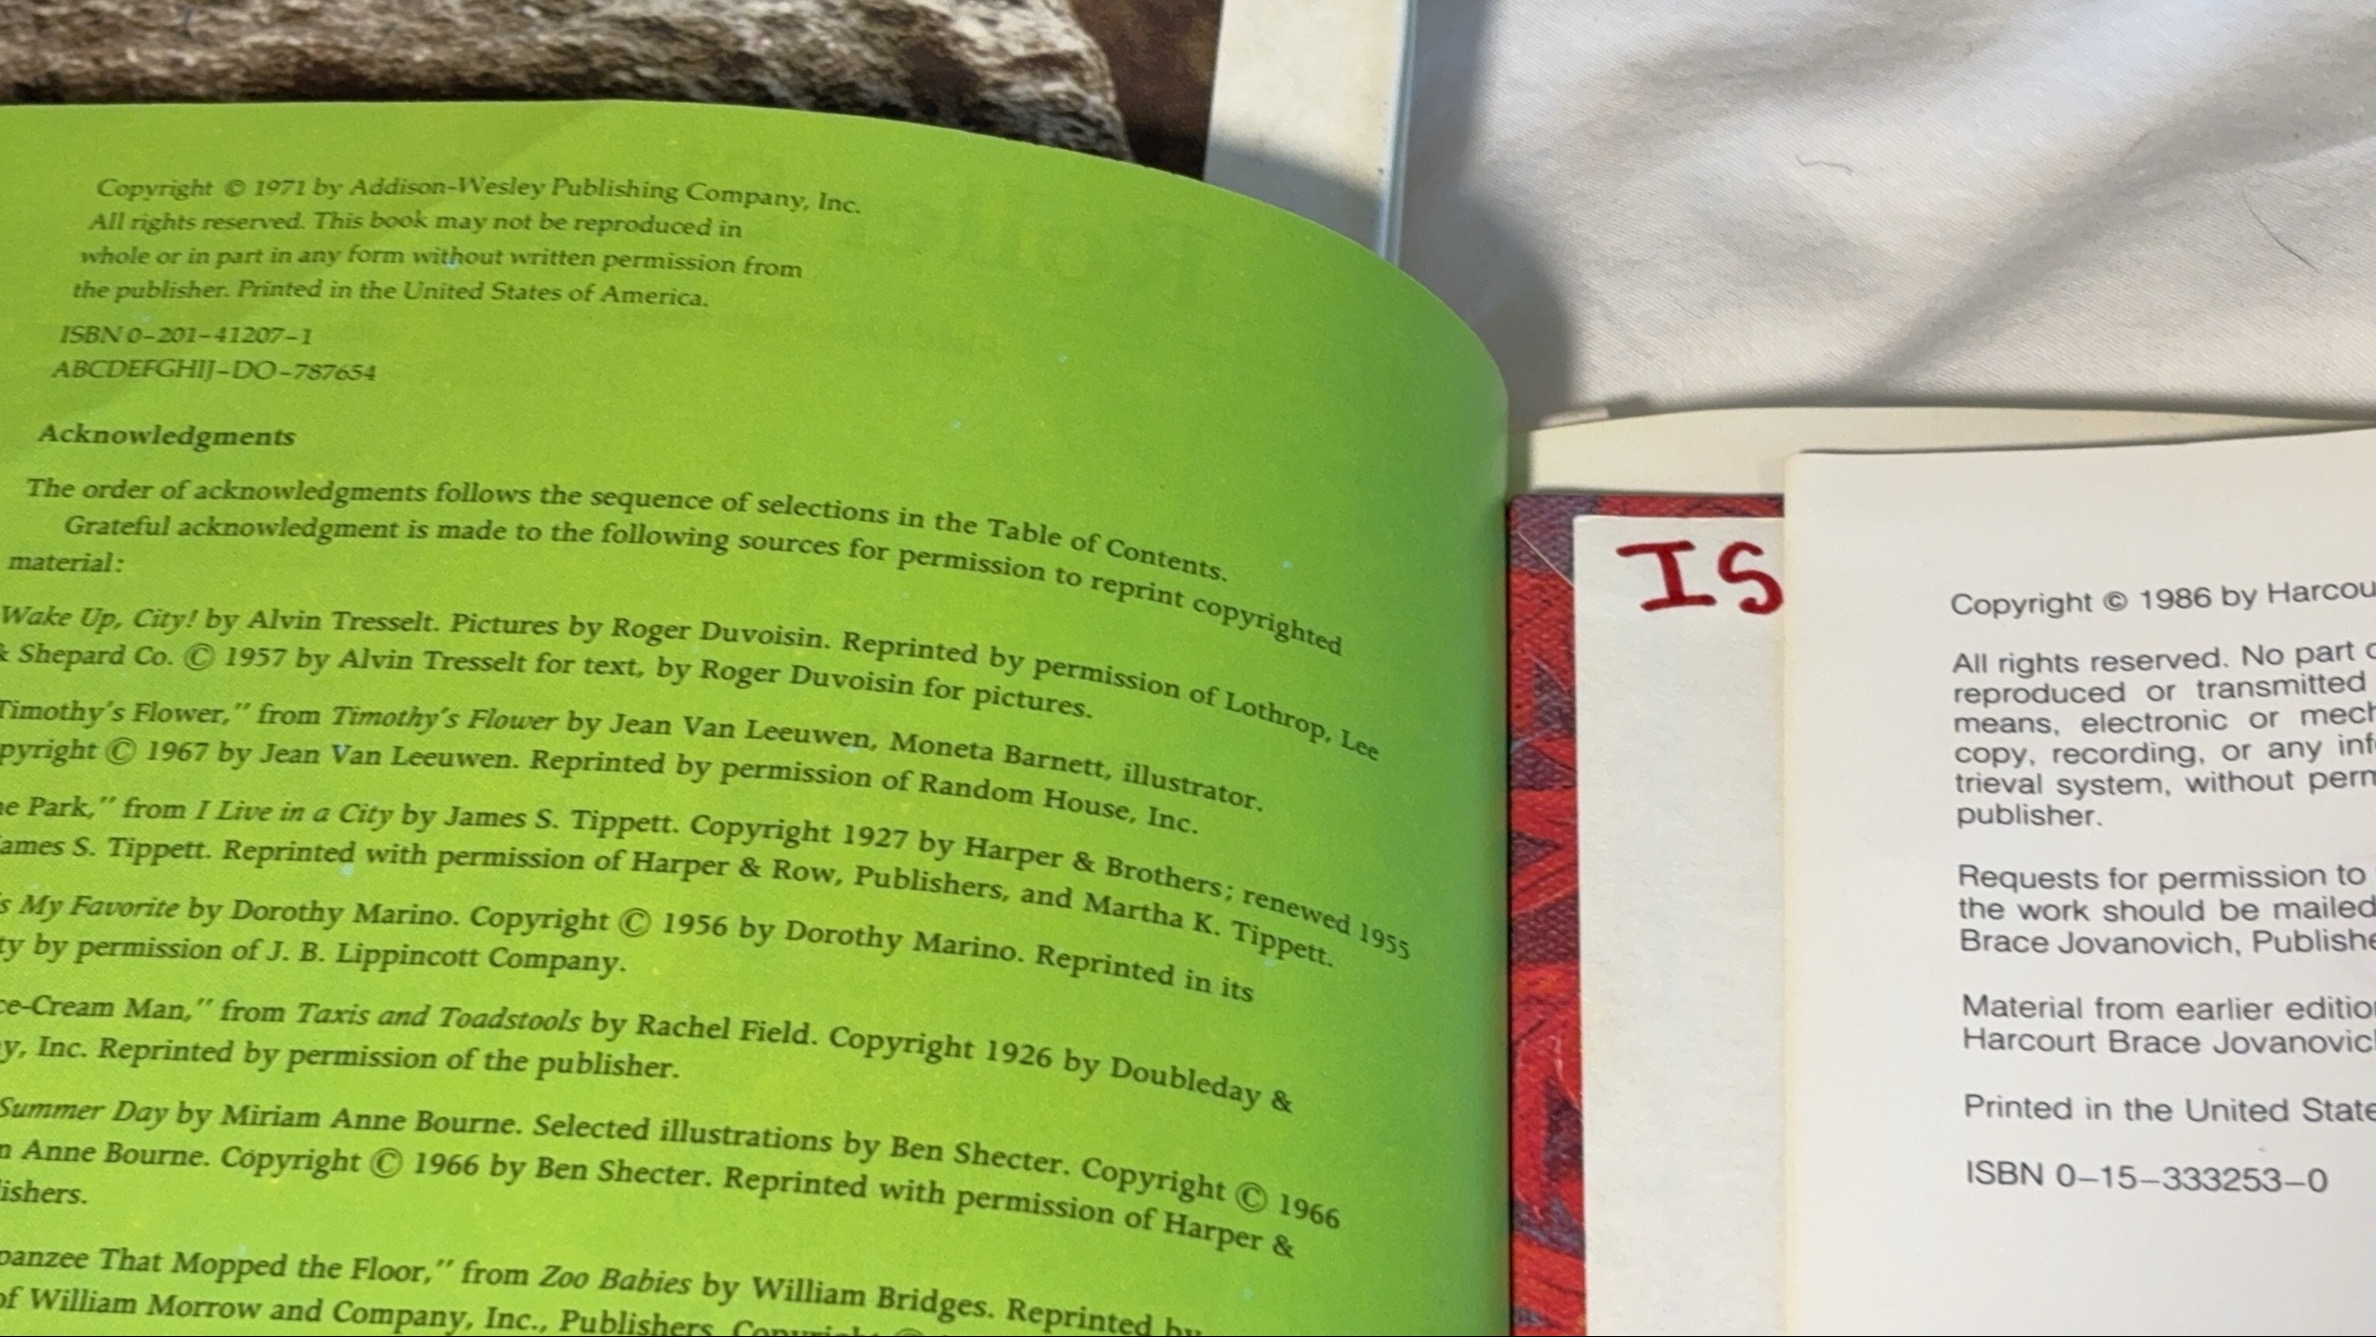 Copyright © 1971 by Addison-Wesley Publishing Company, Inc.
All rights reserved. This book may not be reproduced in
whole or in part in any form without written permission from
the publisher. Printed in the United States of America.
ISBN 0-201-41207-1
ABCDEFGHIJ-DO-787654
Acknowledgments
The order of acknowledgments follows the sequence of selections in the Table of Contents.
Grateful acknowledgment is made to the following sources for permission to reprint copyrighted
material:
Wake Up, City! by Alvin Tresselt. Pictures by Roger Duvoisin. Reprinted by permission of Lothrop, Lee
& Shepard Co. © 1957 by Alvin Tresselt for text, by Roger Duvoisin for pictures.
Timothy's Flower," from Timothy's Flower by Jean Van Leeuwen, Moneta Barnett, illustrator.
pyright © 1967 by Jean Van Leeuwen. Reprinted by permission of Random House, Inc.
e Park," from I Live in a City by James S. Tippett. Copyright 1927 by Harper & Brothers; renewed 1955
ames S. Tippett. Reprinted with permission of Harper & Row, Publishers, and Martha K. Tippett.
s My Favorite by Dorothy Marino. Copyright © 1956 by Dorothy Marino. Reprinted in its
ty by permission of J. B. Lippincott Company.
ce-Cream Man," from Taxis and Toadstools by Rachel Field. Copyright 1926 by Doubleday &
y, Inc. Reprinted by permission of the publisher.
Summer Day by Miriam Anne Bourne. Selected illustrations by Ben Shecter. Copyright © 1966
n Anne Bourne. Copyright © 1966 by Ben Shecter. Reprinted with permission of Harper &
lishers.
panzee That Mopped the Floor," from Zoo Babies by William Bridges. Reprinted by
of William Morrow and Company, Inc., Publishers. Copyright ©
IS
Copyright © 1986 by Harcou
All rights reserved. No part o
reproduced or transmitted
means, electronic or mech
copy, recording, or any inf
trieval system, without perm
publisher.
Requests for permission to
the work should be mailed
Brace Jovanovich, Publishe
Material from earlier editio
Harcourt Brace Jovanovic
Printed in the United State
ISBN 0-15-333253-0